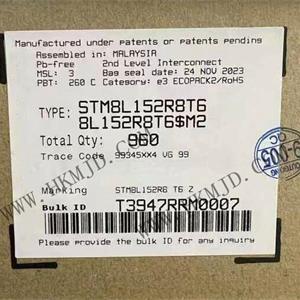 Manufactured under patents or patents pending
Assembled in: MALAYSIA
Pb-free 2nd Level Interconnect
MSL: 3 Bag seal date: 24 NOV 2023
PBT: 260 C Category: e3 ECOPACK2/RoHS
TYPE: STM8L152R8T6
8L152R8T6$M2
Total Qty: 960
Trace Code 99345XX4 VG 99
Marking STM8L152R8 T6 Z
Bulk ID T3947RRM0007
Please provide the bulk ID for any inquiry
WWW.HKMJD.COM